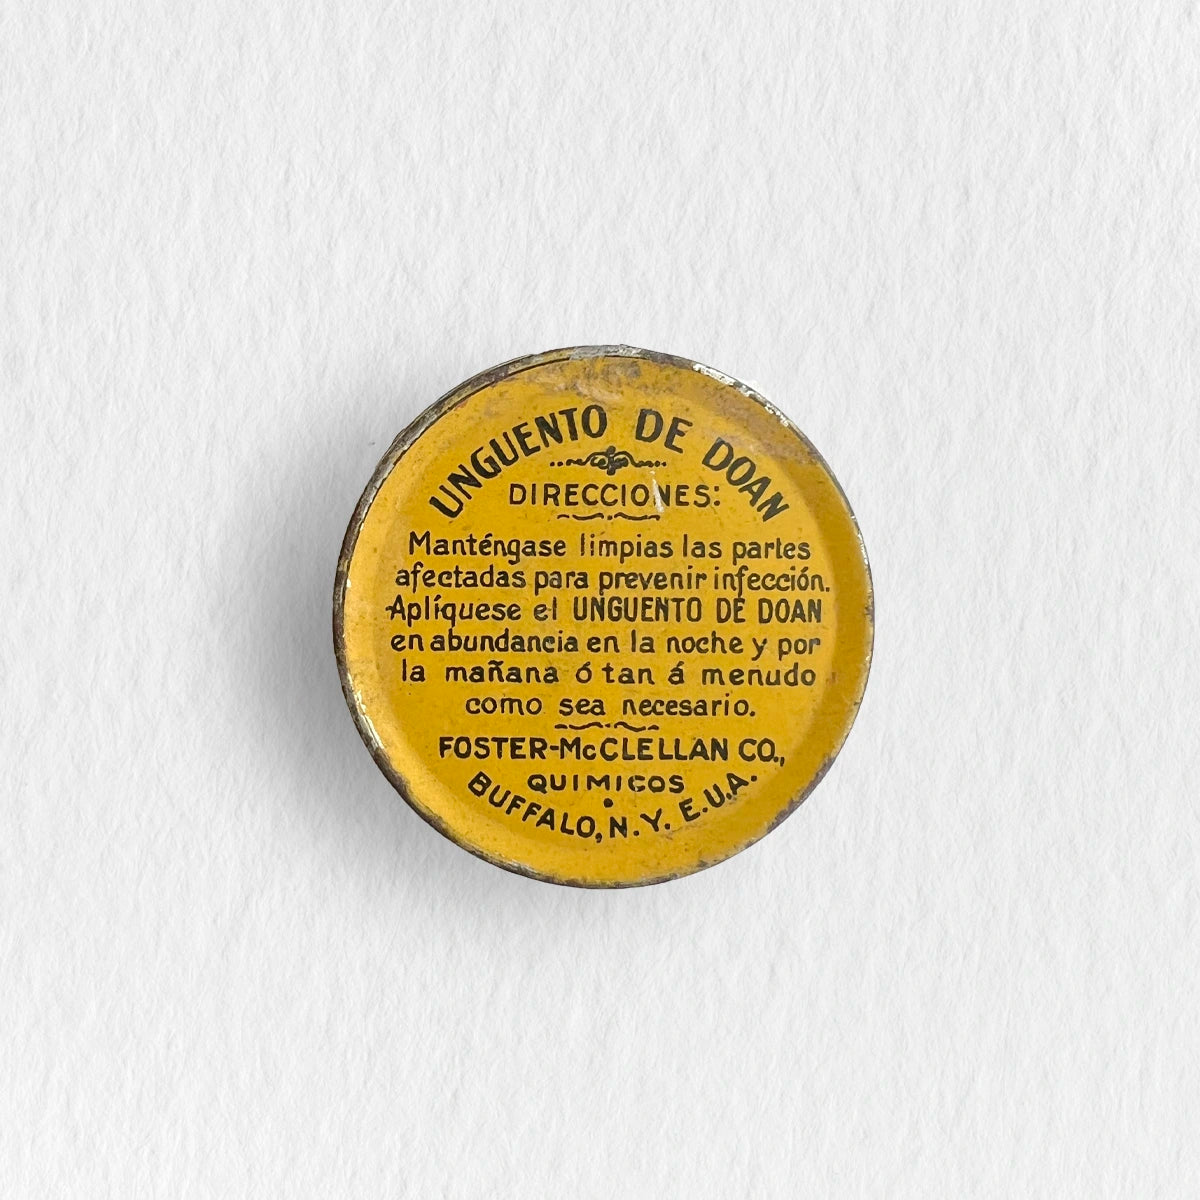 UNGUENTO DE DOAN
DIRECCIONES:
Manténgase limpias las partes
afectadas para prevenir infección.
Aplíquese el UNGUENTO DE DOAN
en abundancia en la noche y por
la mañana ó tan á menudo
como sea necesario.
FOSTER-McCLELLAN CO.,
QUIMICOS
BUFFALO, N.Y. E.U.A.